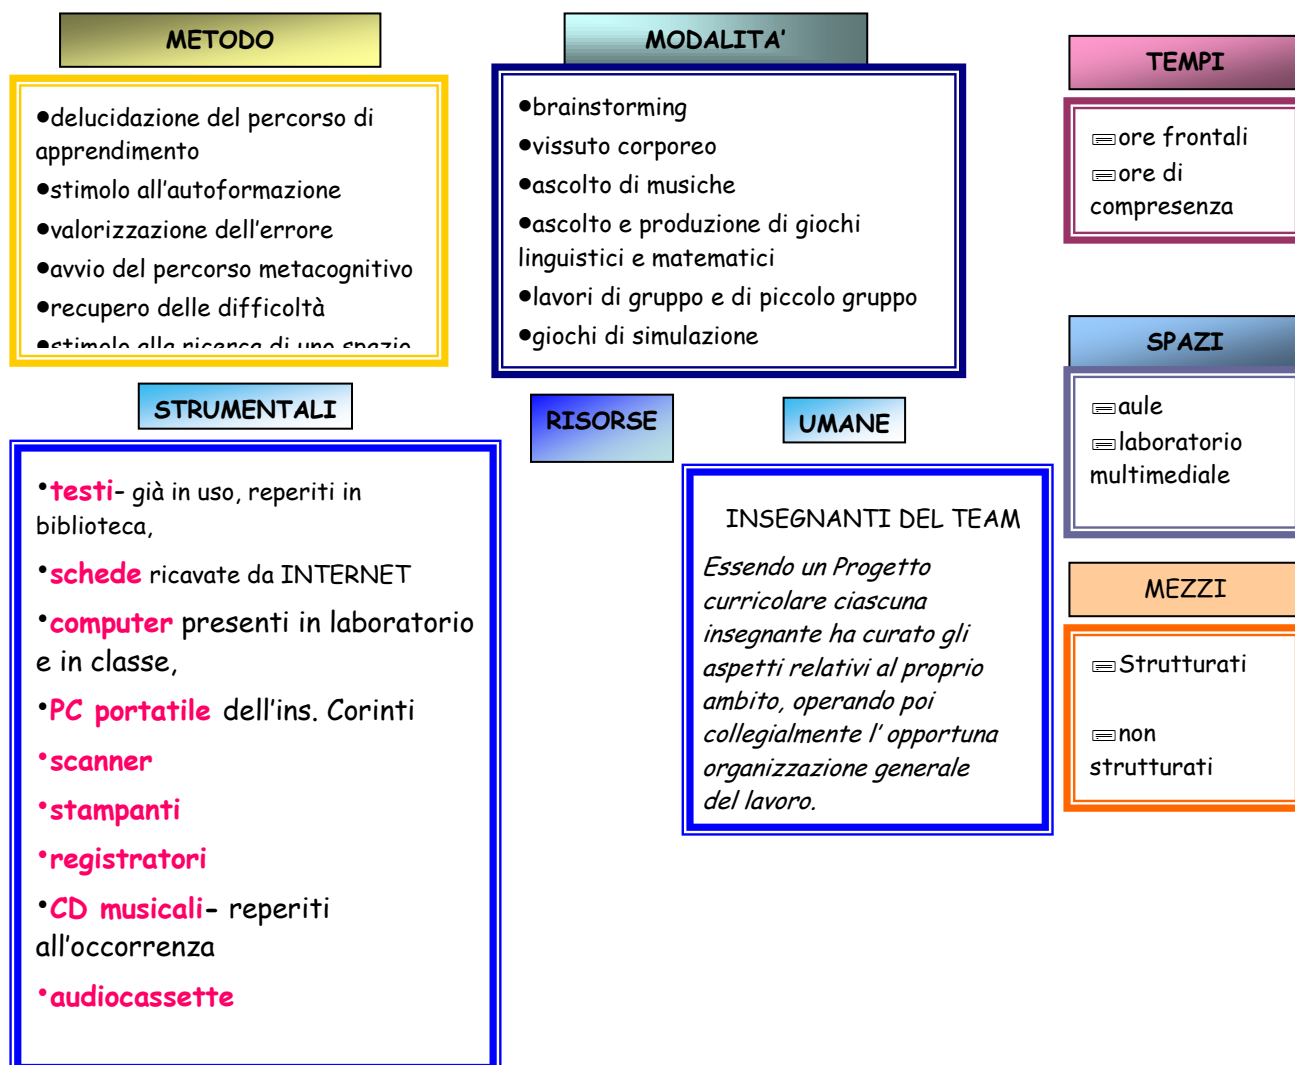 METODO
•delucidazione del percorso di
apprendimento
•stimolo all'autoformazione
•valorizzazione dell'errore
•avvio del percorso metacognitivo
•recupero delle difficoltà
•stimolo alla ricerca di uno spazio
MODALITA'
•brainstorming
•vissuto corporeo
•ascolto di musiche
•ascolto e produzione di giochi
linguistici e matematici
•lavori di gruppo e di piccolo gruppo
•giochi di simulazione
TEMPI
ore frontali
ore di
compresenza
SPAZI
aule
laboratorio
multimediale
MEZZI
Strutturati
non
strutturati
RISORSE
STRUMENTALI
•testi- già in uso, reperiti in
biblioteca,
•schede ricavate da INTERNET
•computer presenti in laboratorio
e in classe,
•PC portatile dell'ins. Corinti
•scanner
•stampanti
•registratori
•CD musicali- reperiti
all'occorrenza
•audiocassette
UMANE
INSEGNANTI DEL TEAM
Essendo un Progetto
curricolare ciascuna
insegnante ha curato gli
aspetti relativi al proprio
ambito, operando poi
collegialmente l' opportuna
organizzazione generale
del lavoro.